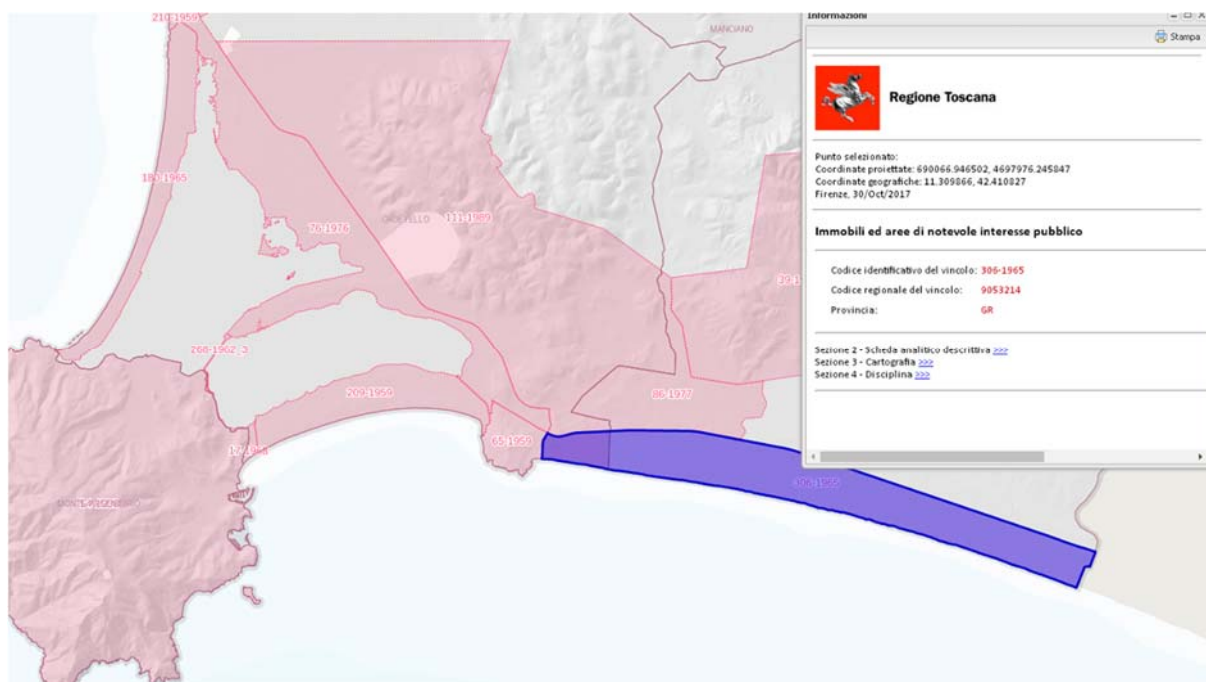 210-1959
MANCIANO
183-1965
76-1976
111-1989
266-1962_3
209-1959
86-1977
65-1959
306-1965
Informazioni
Stampa
Regione Toscana
Punto selezionato:
Coordinate proiettate: 690066.946502, 4697976.245847
Coordinate geografiche: 11.309866, 42.410827
Firenze, 30/Oct/2017
Immobili ed aree di notevole interesse pubblico
Codice identificativo del vincolo: 306-1965
Codice regionale del vincolo: 9053214
Provincia: GR
Sezione 2 - Scheda analitico descrittiva >>>
Sezione 3 - Cartografia >>>
Sezione 4 - Disciplina >>>